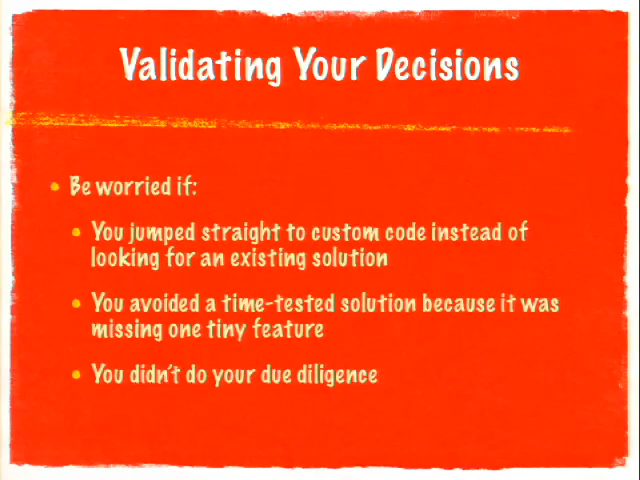 Validating Your Decisions
• Be worried if:
• You jumped straight to custom code instead of
looking for an existing solution
• You avoided a time-tested solution because it was
missing one tiny feature
• You didn't do your due diligence